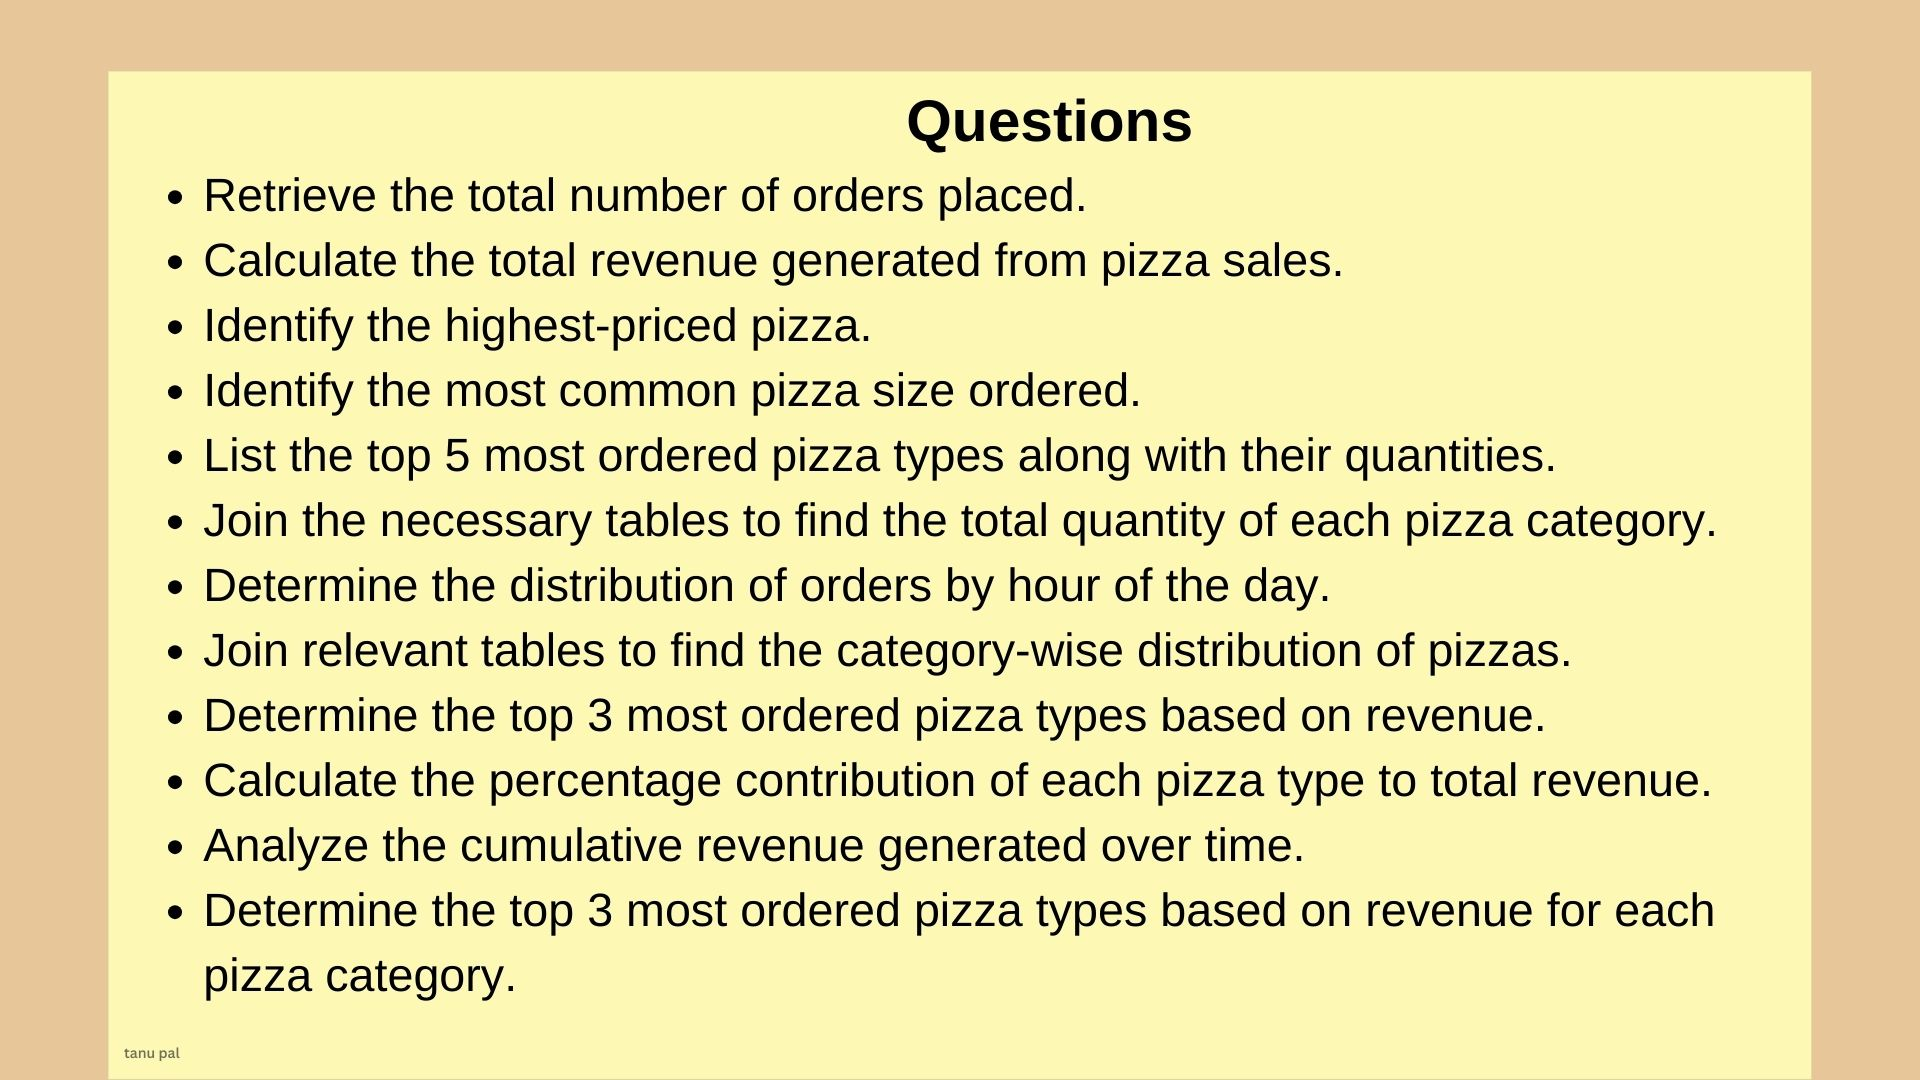 Questions
• Retrieve the total number of orders placed.
• Calculate the total revenue generated from pizza sales.
• Identify the highest-priced pizza.
• Identify the most common pizza size ordered.
• List the top 5 most ordered pizza types along with their quantities.
• Join the necessary tables to find the total quantity of each pizza category.
• Determine the distribution of orders by hour of the day.
• Join relevant tables to find the category-wise distribution of pizzas.
• Determine the top 3 most ordered pizza types based on revenue.
• Calculate the percentage contribution of each pizza type to total revenue.
• Analyze the cumulative revenue generated over time.
• Determine the top 3 most ordered pizza types based on revenue for each
pizza category.
tanu pal